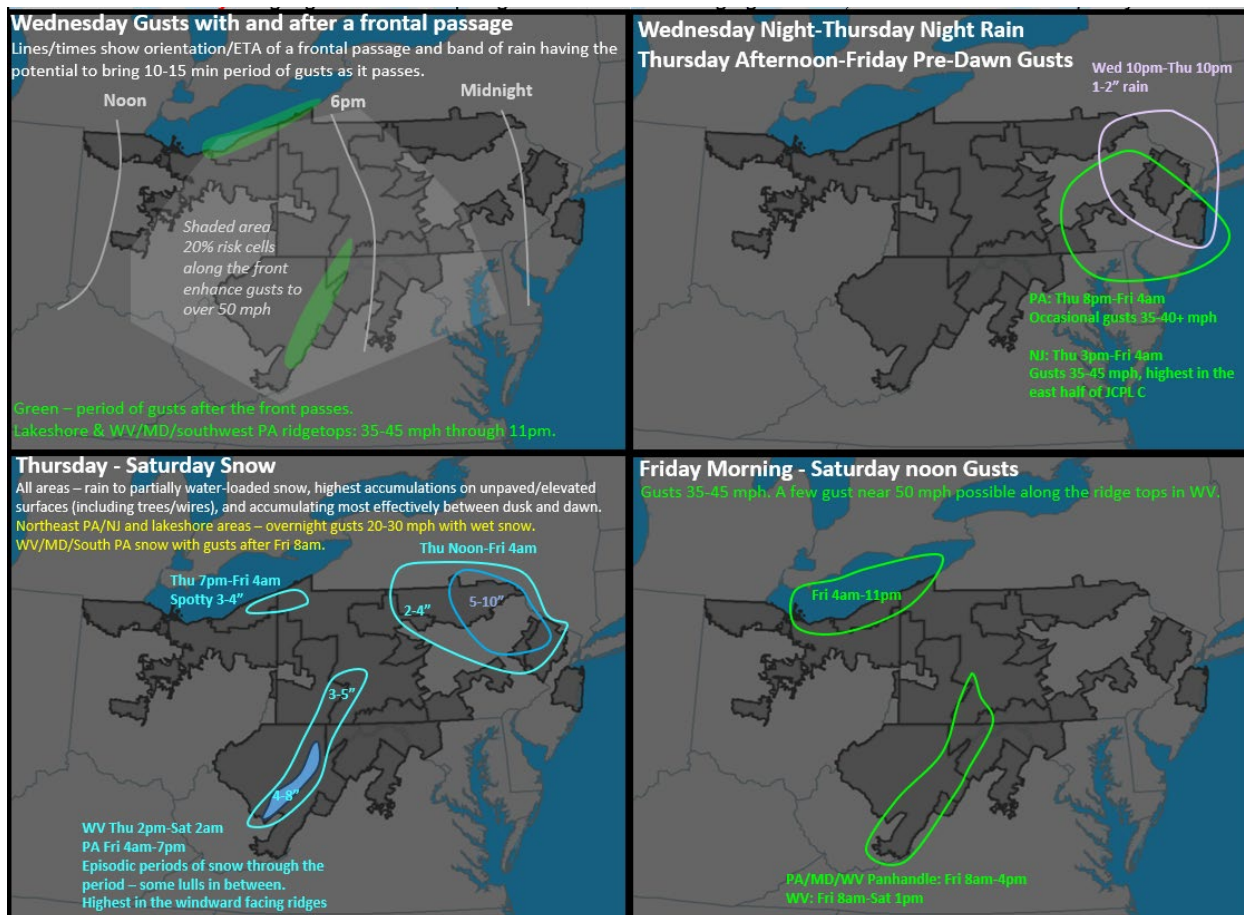 Wednesday Gusts with and after a frontal passage
Lines/times show orientation/ETA of a frontal passage and band of rain having the
potential to bring 10-15 min period of gusts as it passes.
Noon
6pm
Midnight
Shaded area
20% risk cells
along the front
enhance gusts to
over 50 mph
Green – period of gusts after the front passes.
Lakeshore & WV/MD/southwest PA ridgetops: 35-45 mph through 11pm.
Wednesday Night-Thursday Night Rain
Thursday Afternoon-Friday Pre-Dawn Gusts
Wed 10pm-Thu 10pm
1-2” rain
PA: Thu 8pm-Fri 4am
Occasional gusts 35-40+ mph
NJ: Thu 3pm-Fri 4am
Gusts 35-45 mph, highest in the
east half of JCPL C
Thursday - Saturday Snow
All areas – rain to partially water-loaded snow, highest accumulations on unpaved/elevated
surfaces (including trees/wires), and accumulating most effectively between dusk and dawn.
Northeast PA/NJ and lakeshore areas – overnight gusts 20-30 mph with wet snow.
WV/MD/South PA snow with gusts after Fri 8am.
Thu Noon-Fri 4am
Thu 7pm-Fri 4am
Spotty 3-4”
2-4”
5-10”
3-5”
4-8”
WV Thu 2pm-Sat 2am
PA Fri 4am-7pm
Episodic periods of snow through the
period – some lulls in between.
Highest in the windward facing ridges
Friday Morning - Saturday noon Gusts
Gusts 35-45 mph. A few gust near 50 mph possible along the ridge tops in WV.
Fri 4am-11pm
PA/MD/WV Panhandle: Fri 8am-4pm
WV: Fri 8am-Sat 1pm